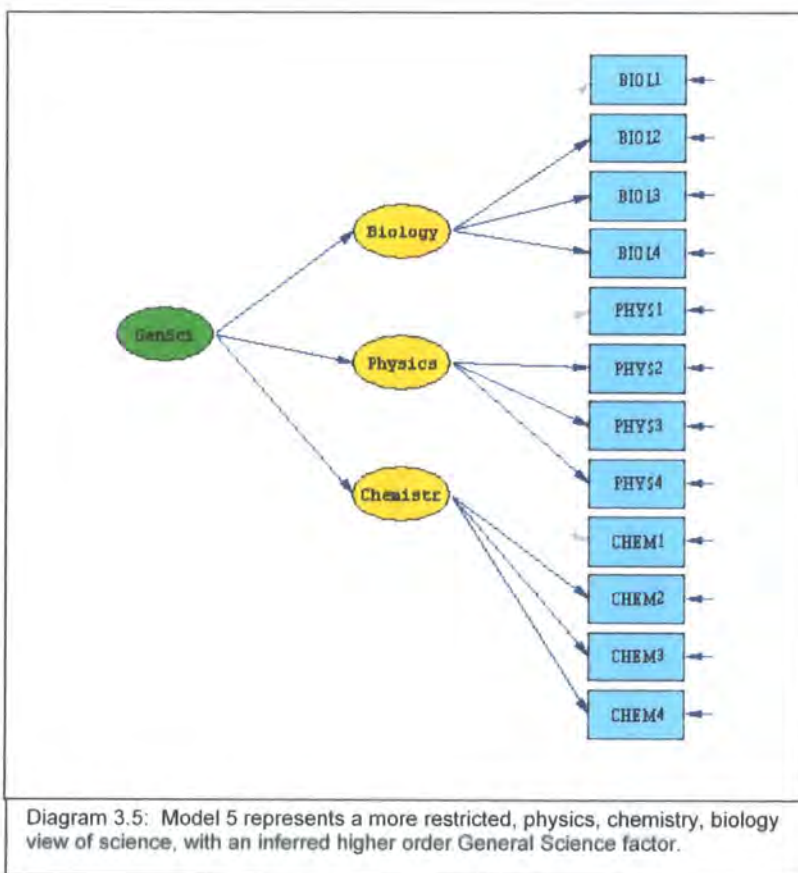 BIOL1
BIOL2
BIOL3
Biology
BIOL4
PHYS1
GenSci
Physics
PHYS2
PHYS3
PHYS4
Chemistr
CHEM1
CHEM2
CHEM3
CHEM4
Diagram 3.5: Model 5 represents a more restricted, physics, chemistry, biology
view of science, with an inferred higher order General Science factor.